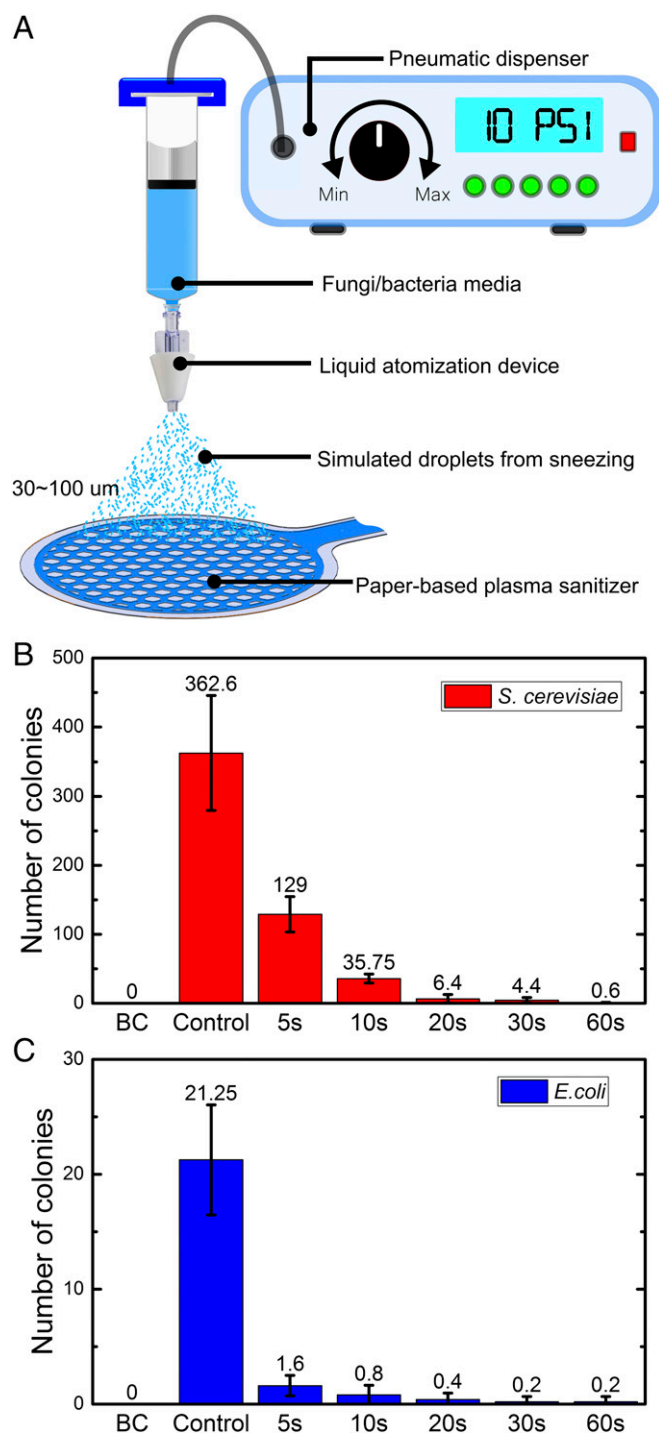 A
Pneumatic dispenser
10 PSI
Min
Max
Fungi/bacteria media
Liquid atomization device
Simulated droplets from sneezing
30~100 um
Paper-based plasma sanitizer
B
Number of colonies
500
400
300
200
100
0
S. cerevisiae
0
362.6
129
35.75
6.4
4.4
0.6
BC Control 5s 10s 20s 30s 60s
C
Number of colonies
30
20
10
0
E.coli
0
21.25
1.6
0.8
0.4
0.2
0.2
BC Control 5s 10s 20s 30s 60s